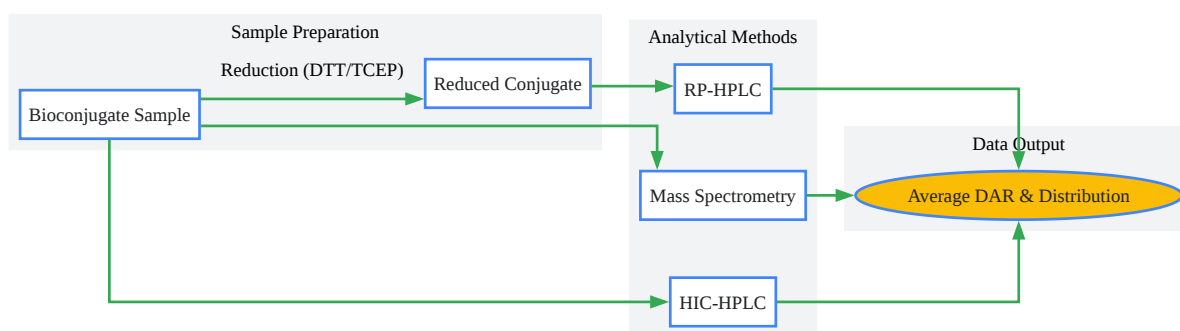 Sample Preparation
Reduction (DTT/TCEP)
Bioconjugate Sample
Reduced Conjugate
Analytical Methods
RP-HPLC
Mass Spectrometry
HIC-HPLC
Data Output
Average DAR & Distribution